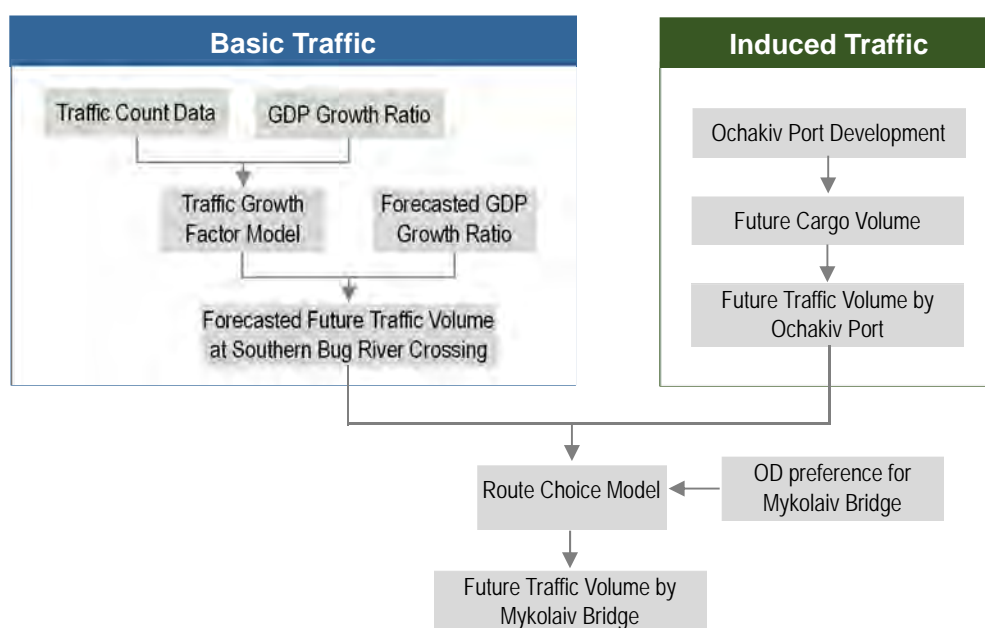 Basic Traffic
Traffic Count Data
GDP Growth Ratio
Traffic Growth
Factor Model
Forecasted GDP
Growth Ratio
Forecasted Future Traffic Volume
at Southern Bug River Crossing
Induced Traffic
Ochakiv Port Development
Future Cargo Volume
Future Traffic Volume by
Ochakiv Port
Route Choice Model
OD preference for
Mykolaiv Bridge
Future Traffic Volume by
Mykolaiv Bridge